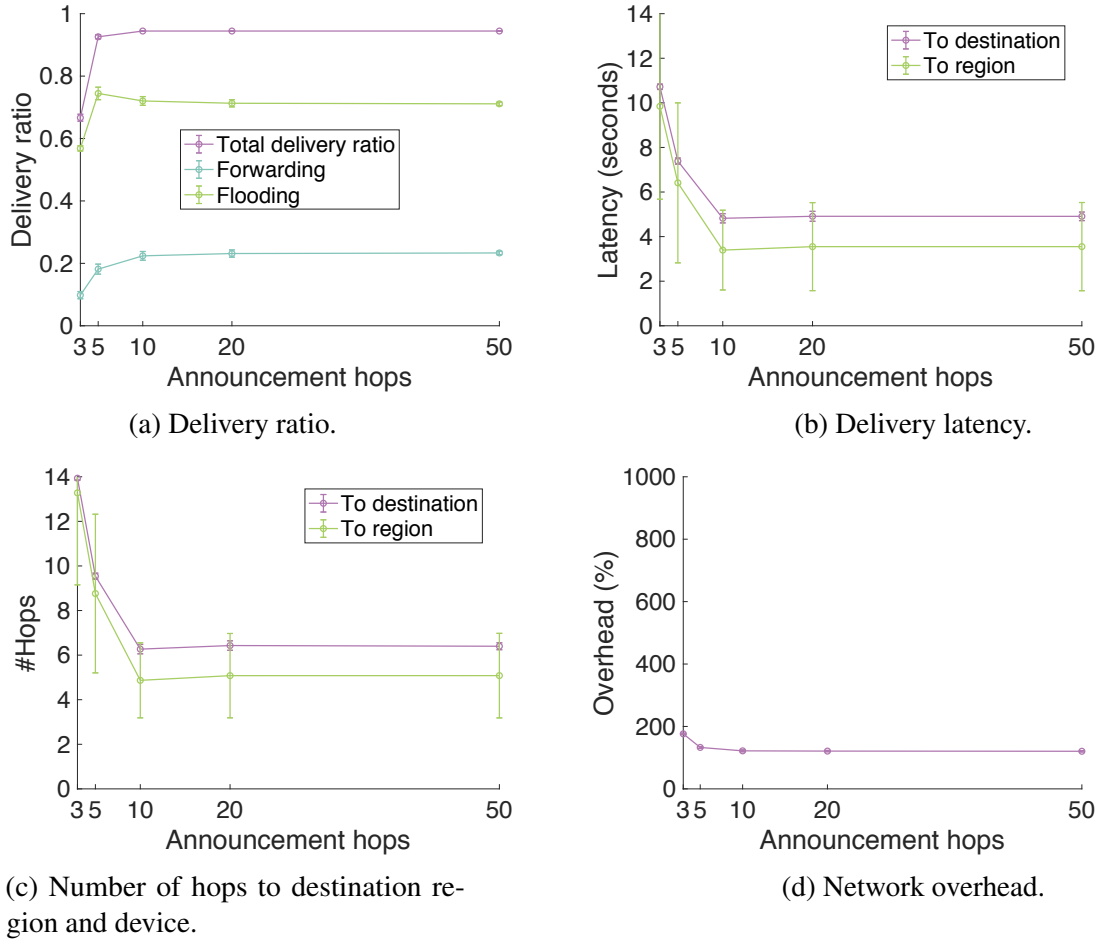 1
0.8
0.6
0.4
0.2
0
Delivery ratio
Total delivery ratio
Forwarding
Flooding
3 5 10 20 50
Announcement hops
(a) Delivery ratio.
14
12
10
8
6
4
2
0
Latency (seconds)
To destination
To region
3 5 10 20 50
Announcement hops
(b) Delivery latency.
14
12
10
8
6
4
2
0
#Hops
To destination
To region
3 5 10 20 50
Announcement hops
(c) Number of hops to destination re-
gion and device.
1000
800
600
400
200
0
Overhead (%)
3 5 10 20 50
Announcement hops
(d) Network overhead.